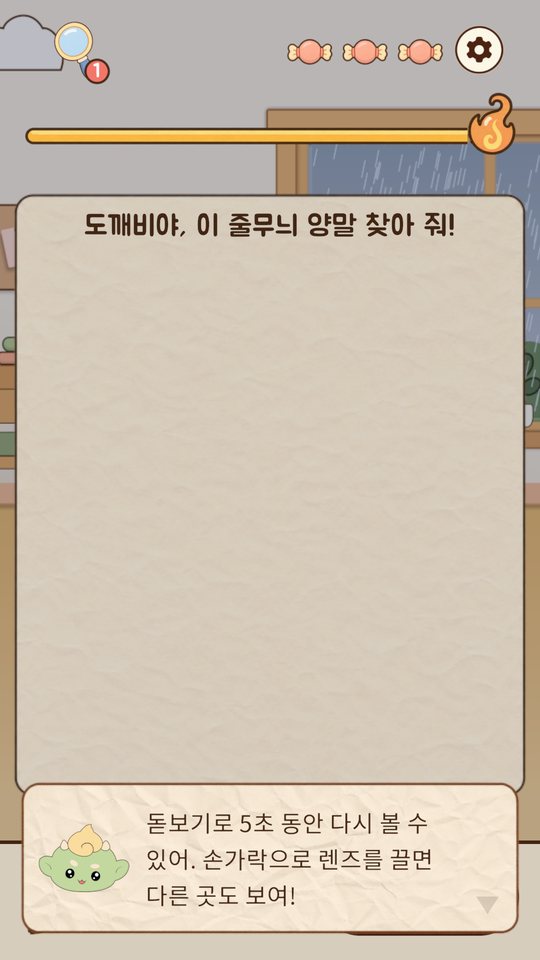 1
도깨비야, 이 줄무늬 양말 찾아 줘!
돋보기로 5초 동안 다시 볼 수
있어. 손가락으로 렌즈를 끌면
다른 곳도 보여!